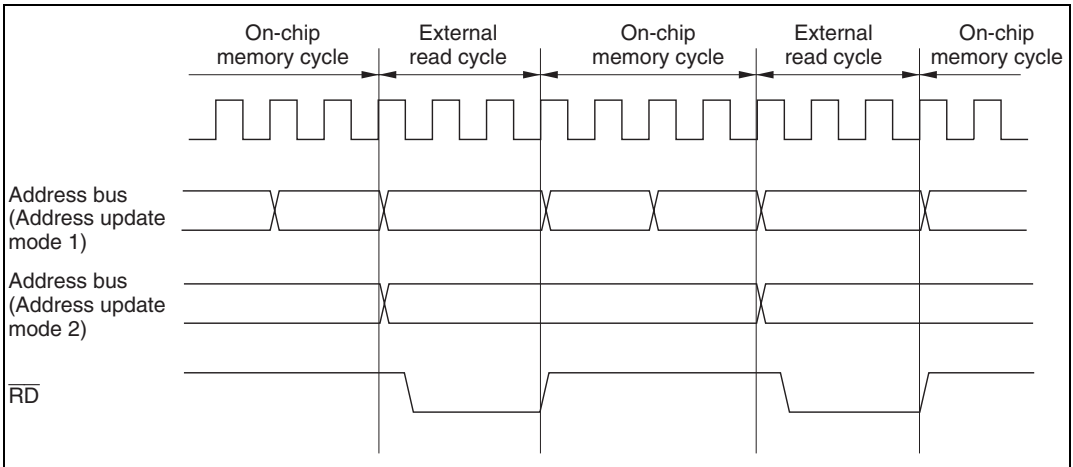 On-chip
memory cycle
External
read cycle
On-chip
memory cycle
External
read cycle
On-chip
memory cycle
Address bus
(Address update
mode 1)
Address bus
(Address update
mode 2)
RD